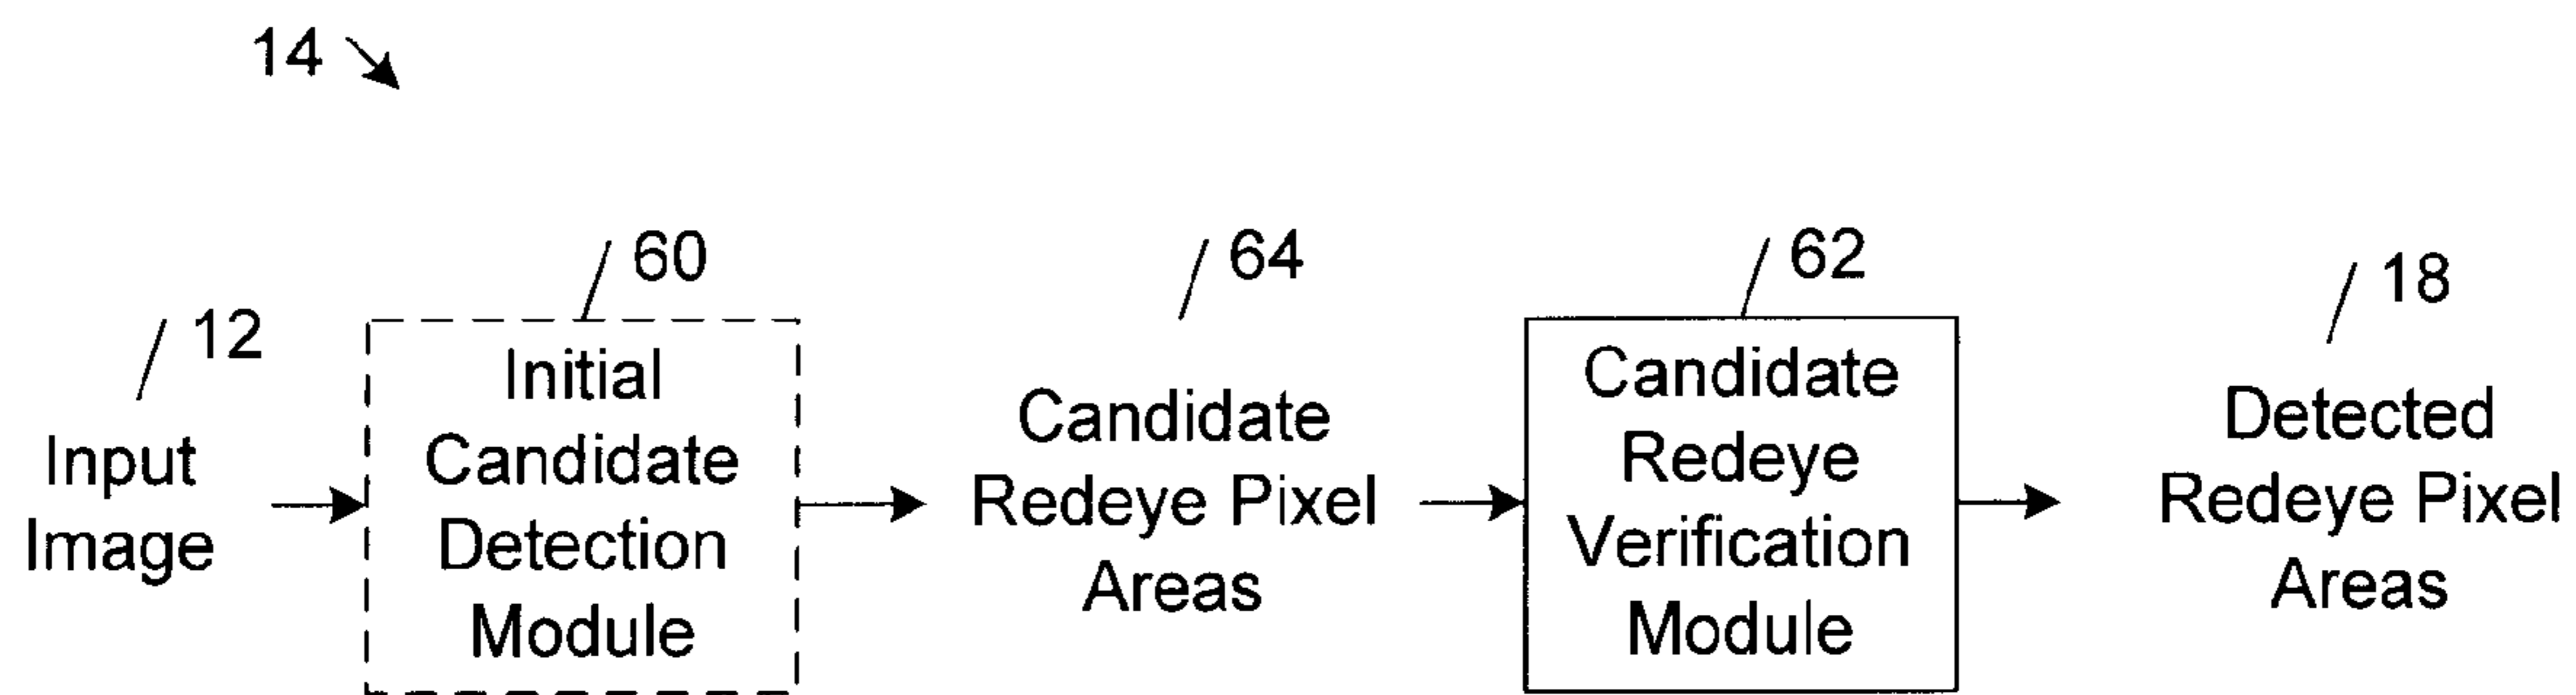 14
12
Input
Image
60
Initial
Candidate
Detection
Module
64
Candidate
Redeye Pixel
Areas
62
Candidate
Redeye
Verification
Module
18
Detected
Redeye Pixel
Areas